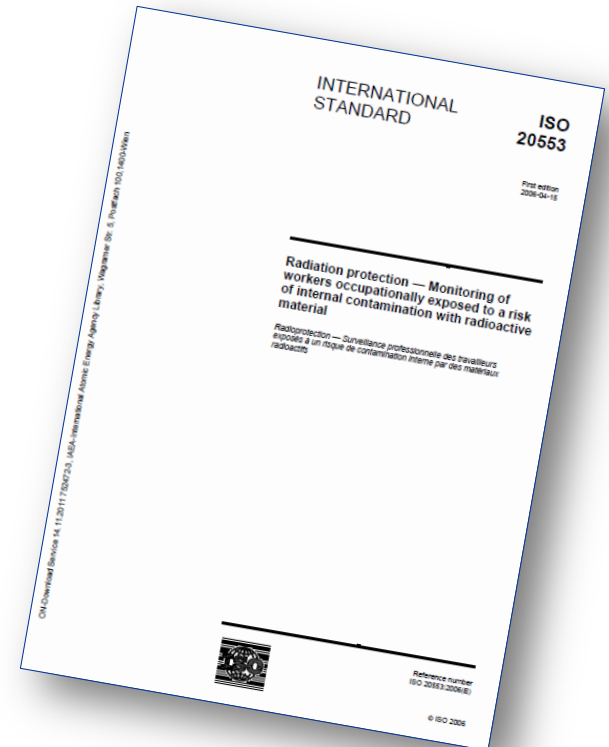 INTERNATIONAL
STANDARD
ISO
20553
First edition
2006-04-15
Radiation protection — Monitoring of
workers occupationally exposed to a risk
of internal contamination with radioactive
material
Radioprotection — Surveillance professionnelle des travailleurs
exposés à un risque de contamination interne par des matériaux
radioactifs
ON-Download Service 14.11.2011 752472-3, IAEA-International Atomic Energy Agency Library, Wagramer Str. 5, Postfach 100,1400-Wien
ISO
Reference number
ISO 20553:2006(E)
© ISO 2006